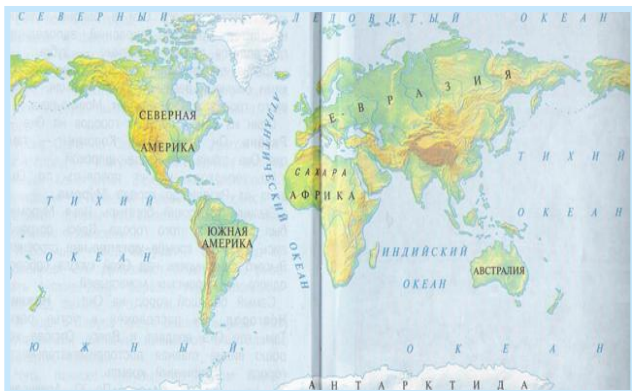 СЕВЕРНЫЙ ЛЕДОВИТЫЙ ОКЕАН
СЕВЕРНАЯ
АМЕРИКА
АТЛАНТИЧЕСКИЙ ОКЕАН
ЕВРАЗИЯ
САХАРА
АФРИКА
ТИХИЙ
ОКЕАН
ТИХИЙ
ОКЕАН
ЮЖНАЯ
АМЕРИКА
ИНДИЙСКИЙ
ОКЕАН
АВСТРАЛИЯ
ЮЖНЫЙ ОКЕАН
АНТАРКТИДА